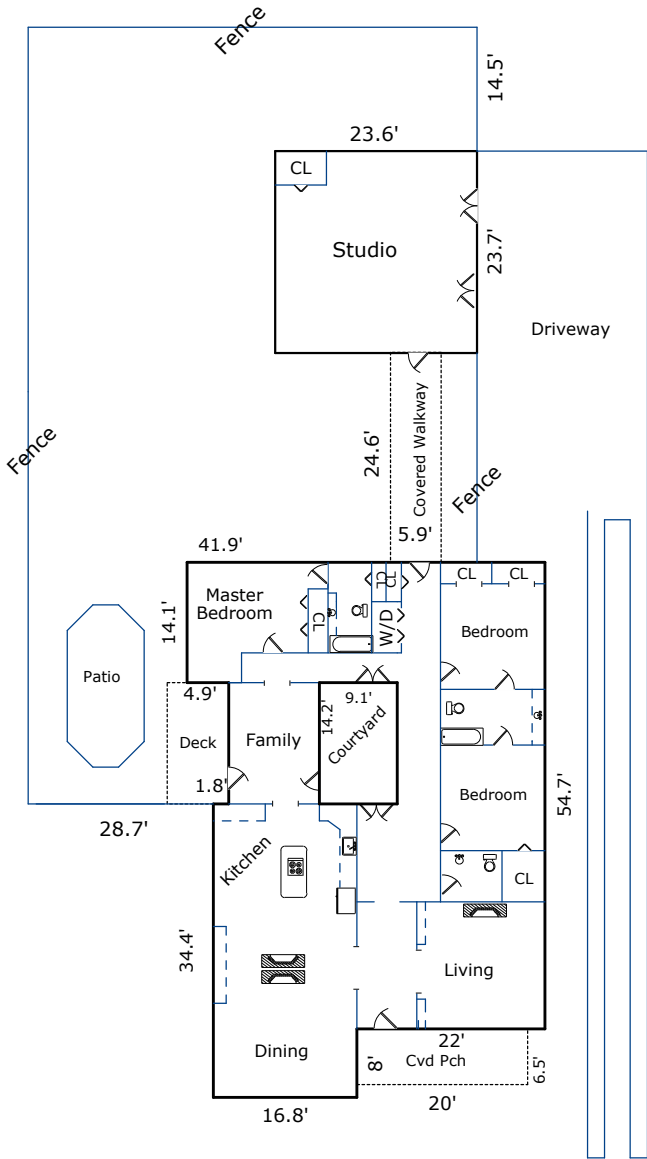 Fence
14.5'
23.6'
CL
Studio
23.7'
Driveway
Fence
24.6'
Covered Walkway
Fence
5.9'
41.9'
Master
Bedroom
CL
CL
CL
CL
CL
W/D
14.1'
Bedroom
Patio
4.9'
Deck
1.8'
Family
14.2'
9.1'
Courtyard
Bedroom
54.7'
28.7'
Kitchen
CL
34.4'
Living
Dining
22'
8'
Cvd Pch
6.5'
20'
16.8'